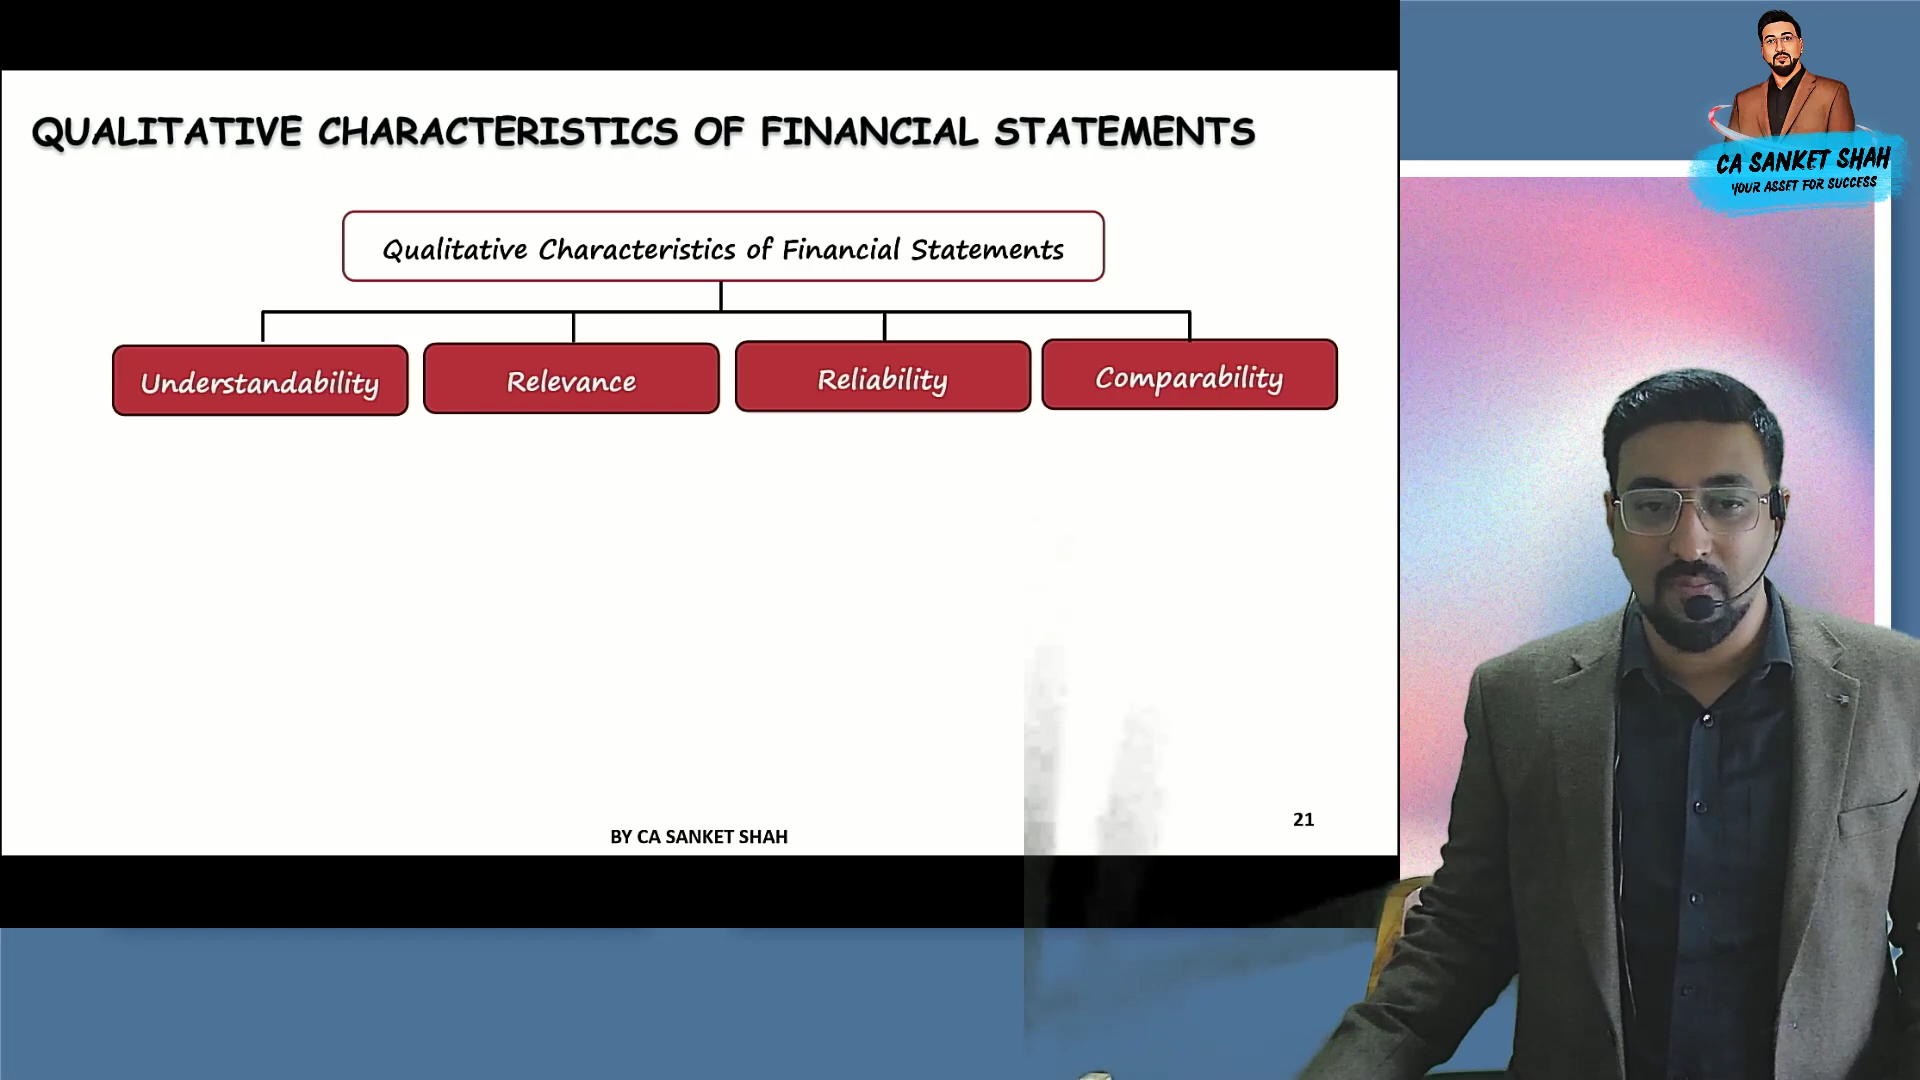 QUALITATIVE CHARACTERISTICS OF FINANCIAL STATEMENTS
Qualitative Characteristics of Financial Statements
Understandability
Relevance
Reliability
Comparability
BY CA SANKET SHAH
21
CA SANKET SHAH
YOUR ASSET FOR SUCCESS